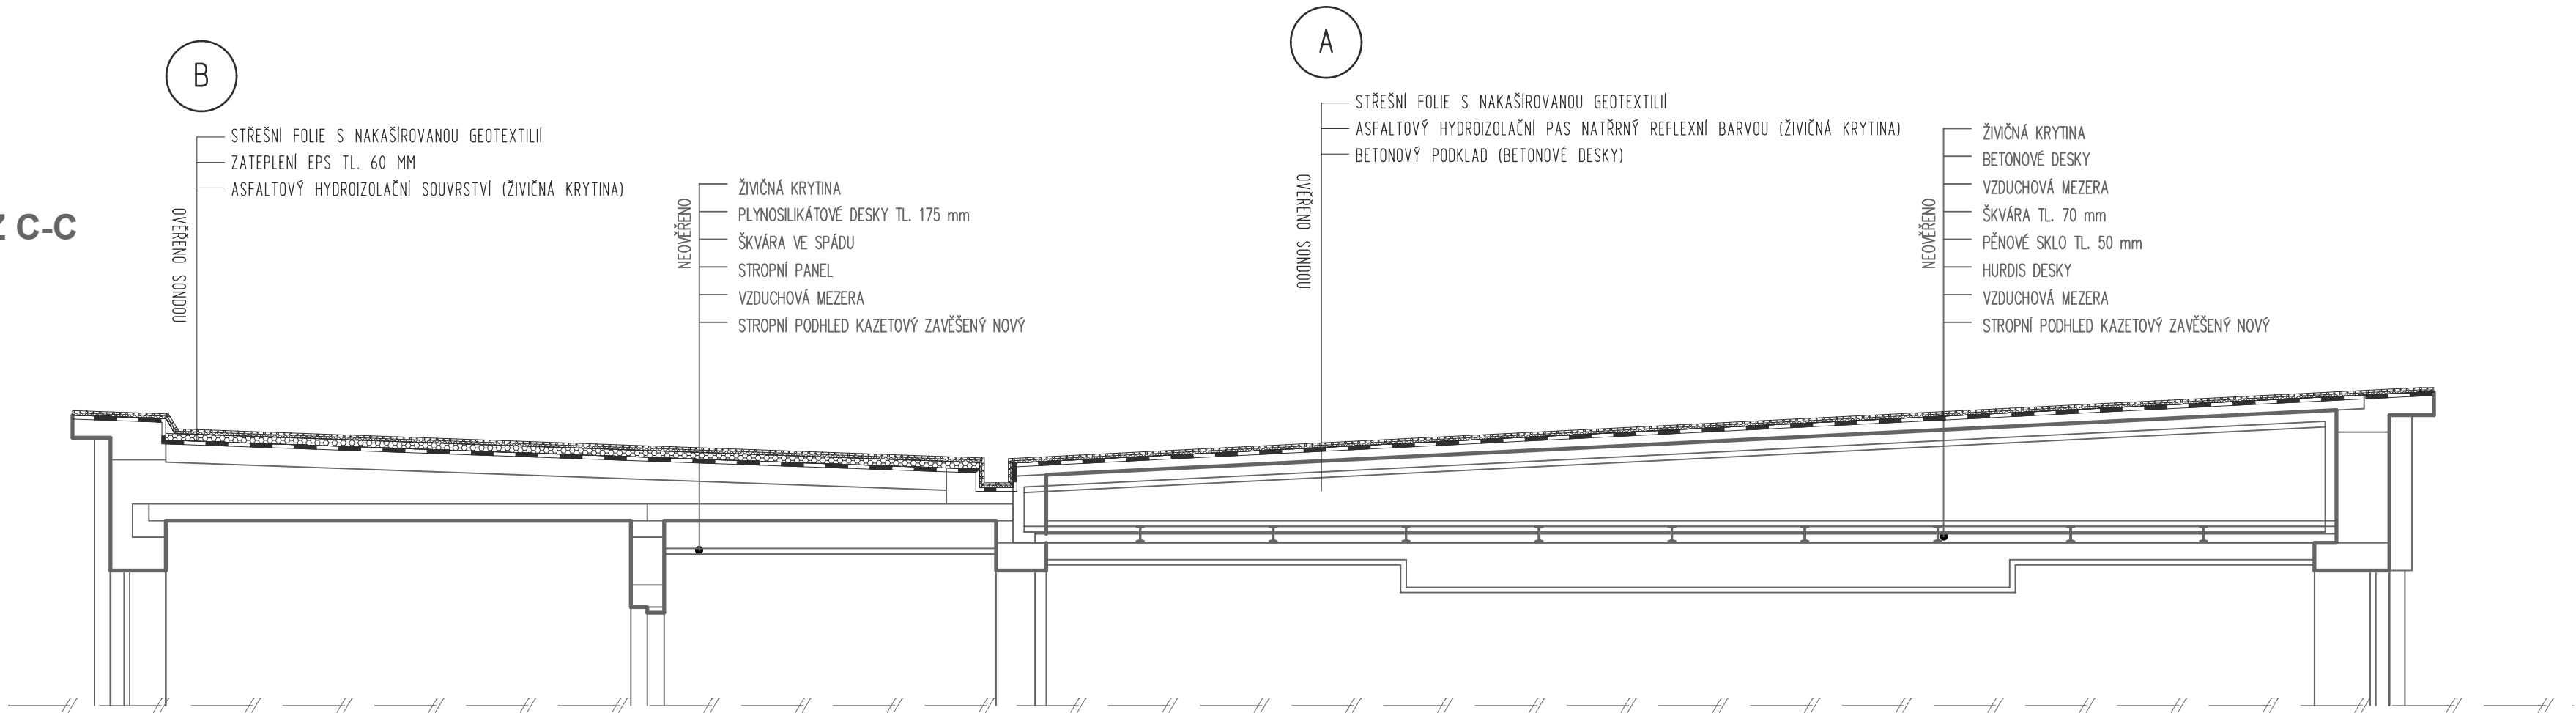 B
STŘEŠNÍ FOLIE S NAKAŠÍROVANOU GEOTEXTILIÍ
ZATEPLENÍ EPS TL. 60 MM
ASFALTOVÝ HYDROIZOLAČNÍ SOUVRSTVÍ (ŽIVIČNÁ KRYTINA)
OVĚŘENO SONDOU
Z C-C
NEOVĚŘENO
ŽIVIČNÁ KRYTINA
PLYNOSILIKÁTOVÉ DESKY TL. 175 mm
ŠKVÁRA VE SPÁDU
STROPNÍ PANEL
VZDUCHOVÁ MEZERA
STROPNÍ PODHLED KAZETOVÝ ZAVĚŠENÝ NOVÝ
A
STŘEŠNÍ FOLIE S NAKAŠÍROVANOU GEOTEXTILIÍ
ASFALTOVÝ HYDROIZOLAČNÍ PAS NATŘRNÝ REFLEXNÍ BARVOU (ŽIVIČNÁ KRYTINA)
BETONOVÝ PODKLAD (BETONOVÉ DESKY)
OVĚŘENO SONDOU
NEOVĚŘENO
ŽIVIČNÁ KRYTINA
BETONOVÉ DESKY
VZDUCHOVÁ MEZERA
ŠKVÁRA TL. 70 mm
PĚNOVÉ SKLO TL. 50 mm
HURDIS DESKY
VZDUCHOVÁ MEZERA
STROPNÍ PODHLED KAZETOVÝ ZAVĚŠENÝ NOVÝ